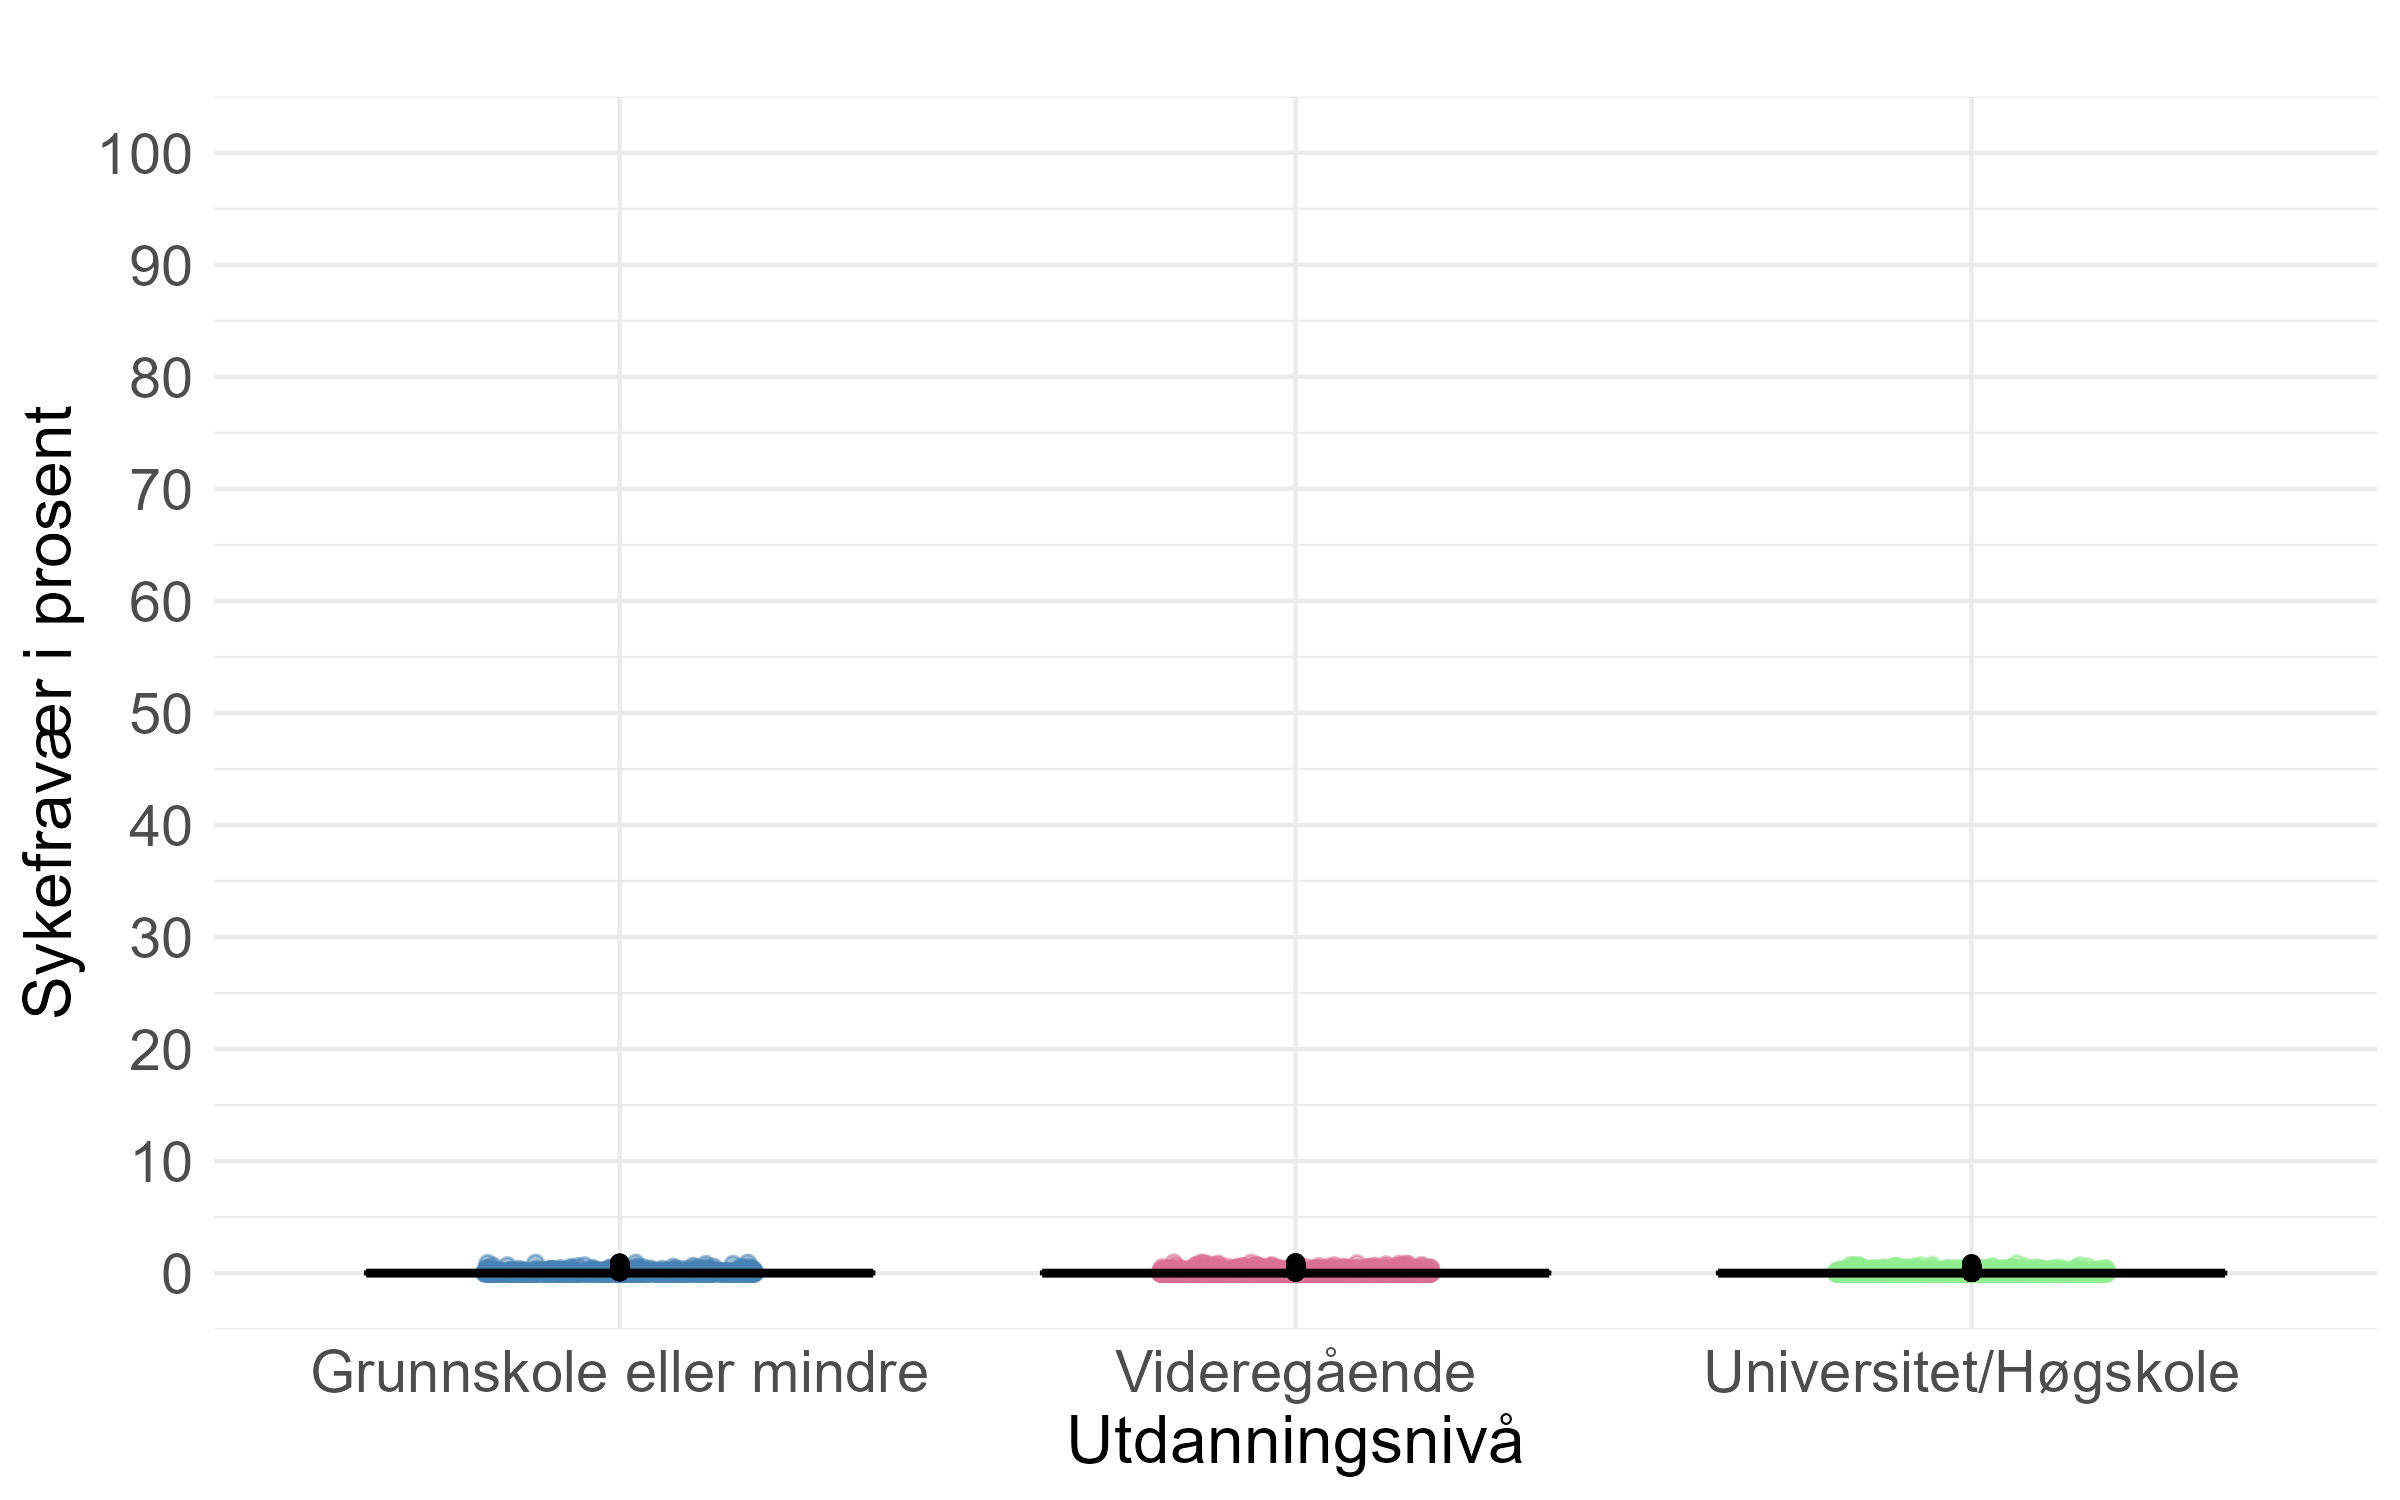 Sykefravær i prosent
100
90
80
70
60
50
40
30
20
10
0
Grunnskole eller mindre
Videregående
Universitet/Høgskole
Utdanningsnivå